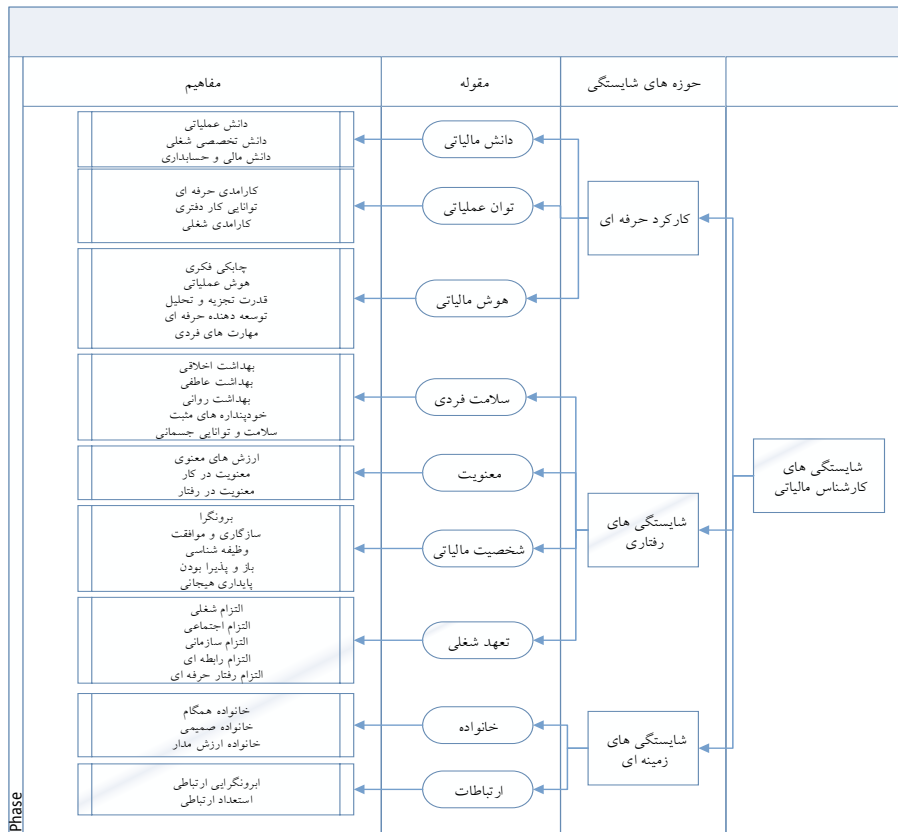 حوزه های شایستگی
مقوله
مفاهیم
شایستگی های
کارشناس مالیاتی
کارکرد حرفه ای
دانش مالیاتی
دانش عملیاتی
دانش تخصصی شغلی
دانش مالی و حسابداری
توان عملیاتی
کارامدی حرفه ای
توانایی کار دفتری
کارامدی شغلی
هوش مالیاتی
چابکی فکری
هوش عملیاتی
قدرت تجزیه و تحلیل
توسعه دهنده حرفه ای
مهارت های فردی
شایستگی های
رفتاری
سلامت فردی
بهداشت اخلاقی
بهداشت عاطفی
بهداشت روانی
خودپنداره های مثبت
سلامت و توانایی جسمانی
معنویت
ارزش های معنوی
معنویت در کار
معنویت در رفتار
شخصیت مالیاتی
برونگرا
سازگاری و موافقت
وظیفه شناسی
باز و پذیرا بودن
پایداری هیجانی
تعهد شغلی
التزام شغلی
التزام اجتماعی
التزام سازمانی
التزام رابطه ای
التزام رفتار حرفه ای
شایستگی های
زمینه ای
خانواده
خانواده همگام
خانواده صمیمی
خانواده ارزش مدار
ارتباطات
ابرونگرایی ارتباطی
استعداد ارتباطی
Phase